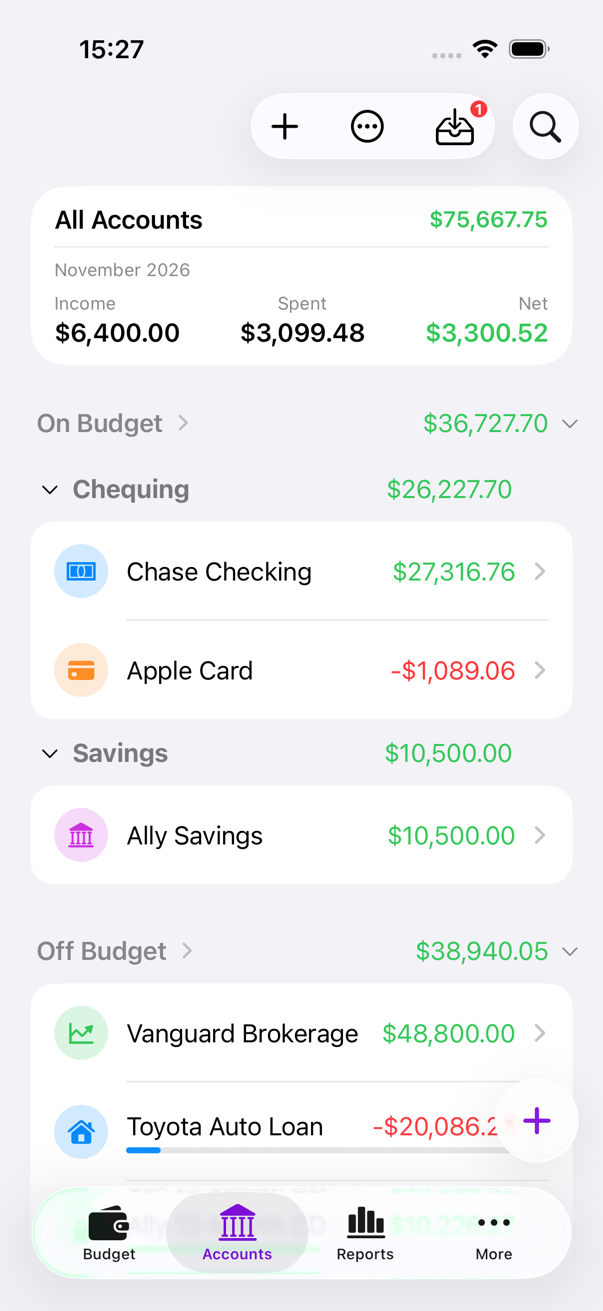 15:27
1
All Accounts $75,667.75
November 2026
Income Spent Net
$6,400.00 $3,099.48 $3,300.52
On Budget $36,727.70
Chequing $26,227.70
Chase Checking $27,316.76
Apple Card -$1,089.06
Savings $10,500.00
Ally Savings $10,500.00
Off Budget $38,940.05
Vanguard Brokerage $48,800.00
Toyota Auto Loan -$20,086.2
Budget Accounts Reports More